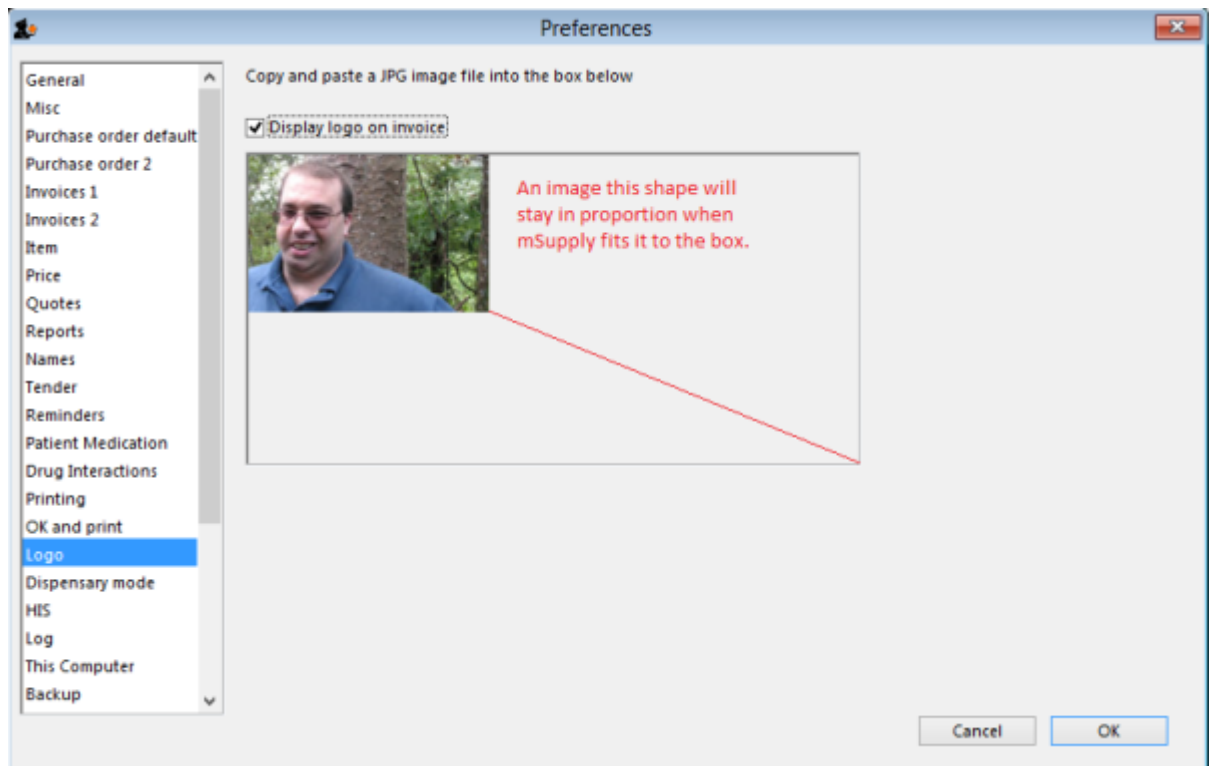 Preferences
General
Misc
Purchase order default
Purchase order 2
Invoices 1
Invoices 2
Item
Price
Quotes
Reports
Names
Tender
Reminders
Patient Medication
Drug Interactions
Printing
OK and print
Logo
Dispensary mode
HIS
Log
This Computer
Backup
Copy and paste a JPG image file into the box below
Display logo on invoice
An image this shape will
stay in proportion when
mSupply fits it to the box.
Cancel
OK